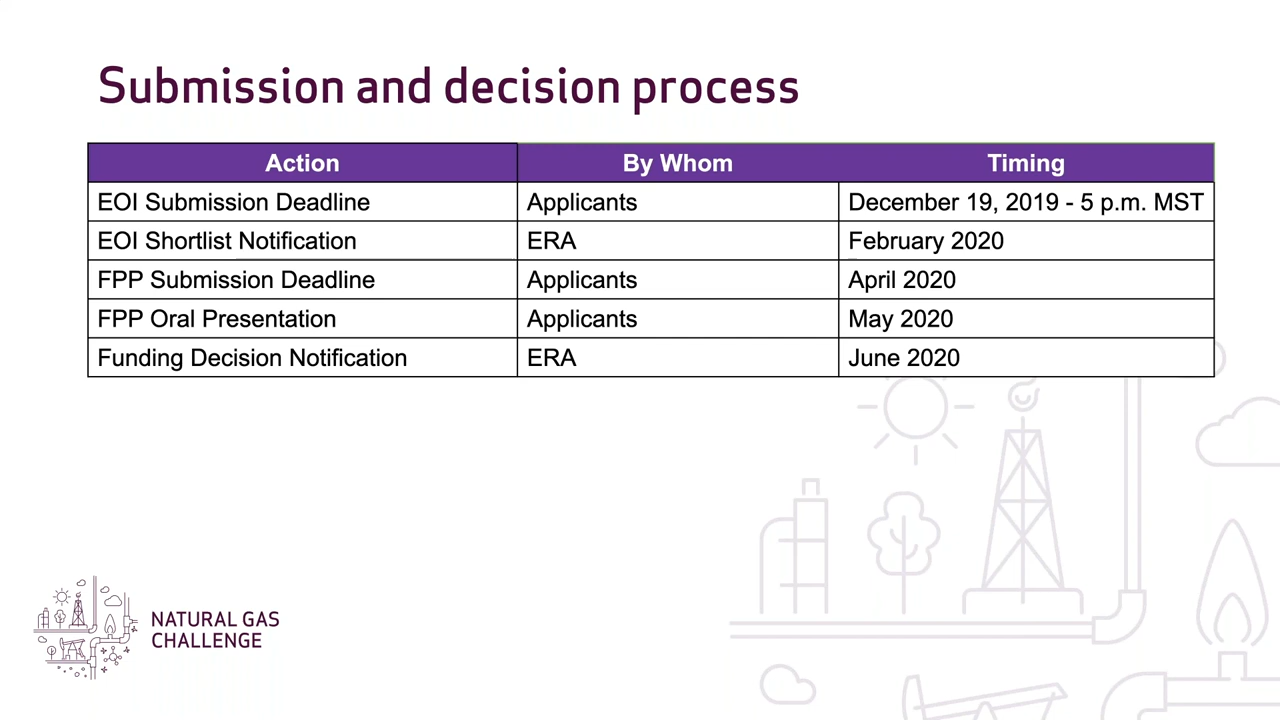 Submission and decision process
Action By Whom Timing
EOI Submission Deadline Applicants December 19, 2019 - 5 p.m. MST
EOI Shortlist Notification ERA February 2020
FPP Submission Deadline Applicants April 2020
FPP Oral Presentation Applicants May 2020
Funding Decision Notification ERA June 2020
NATURAL GAS
CHALLENGE